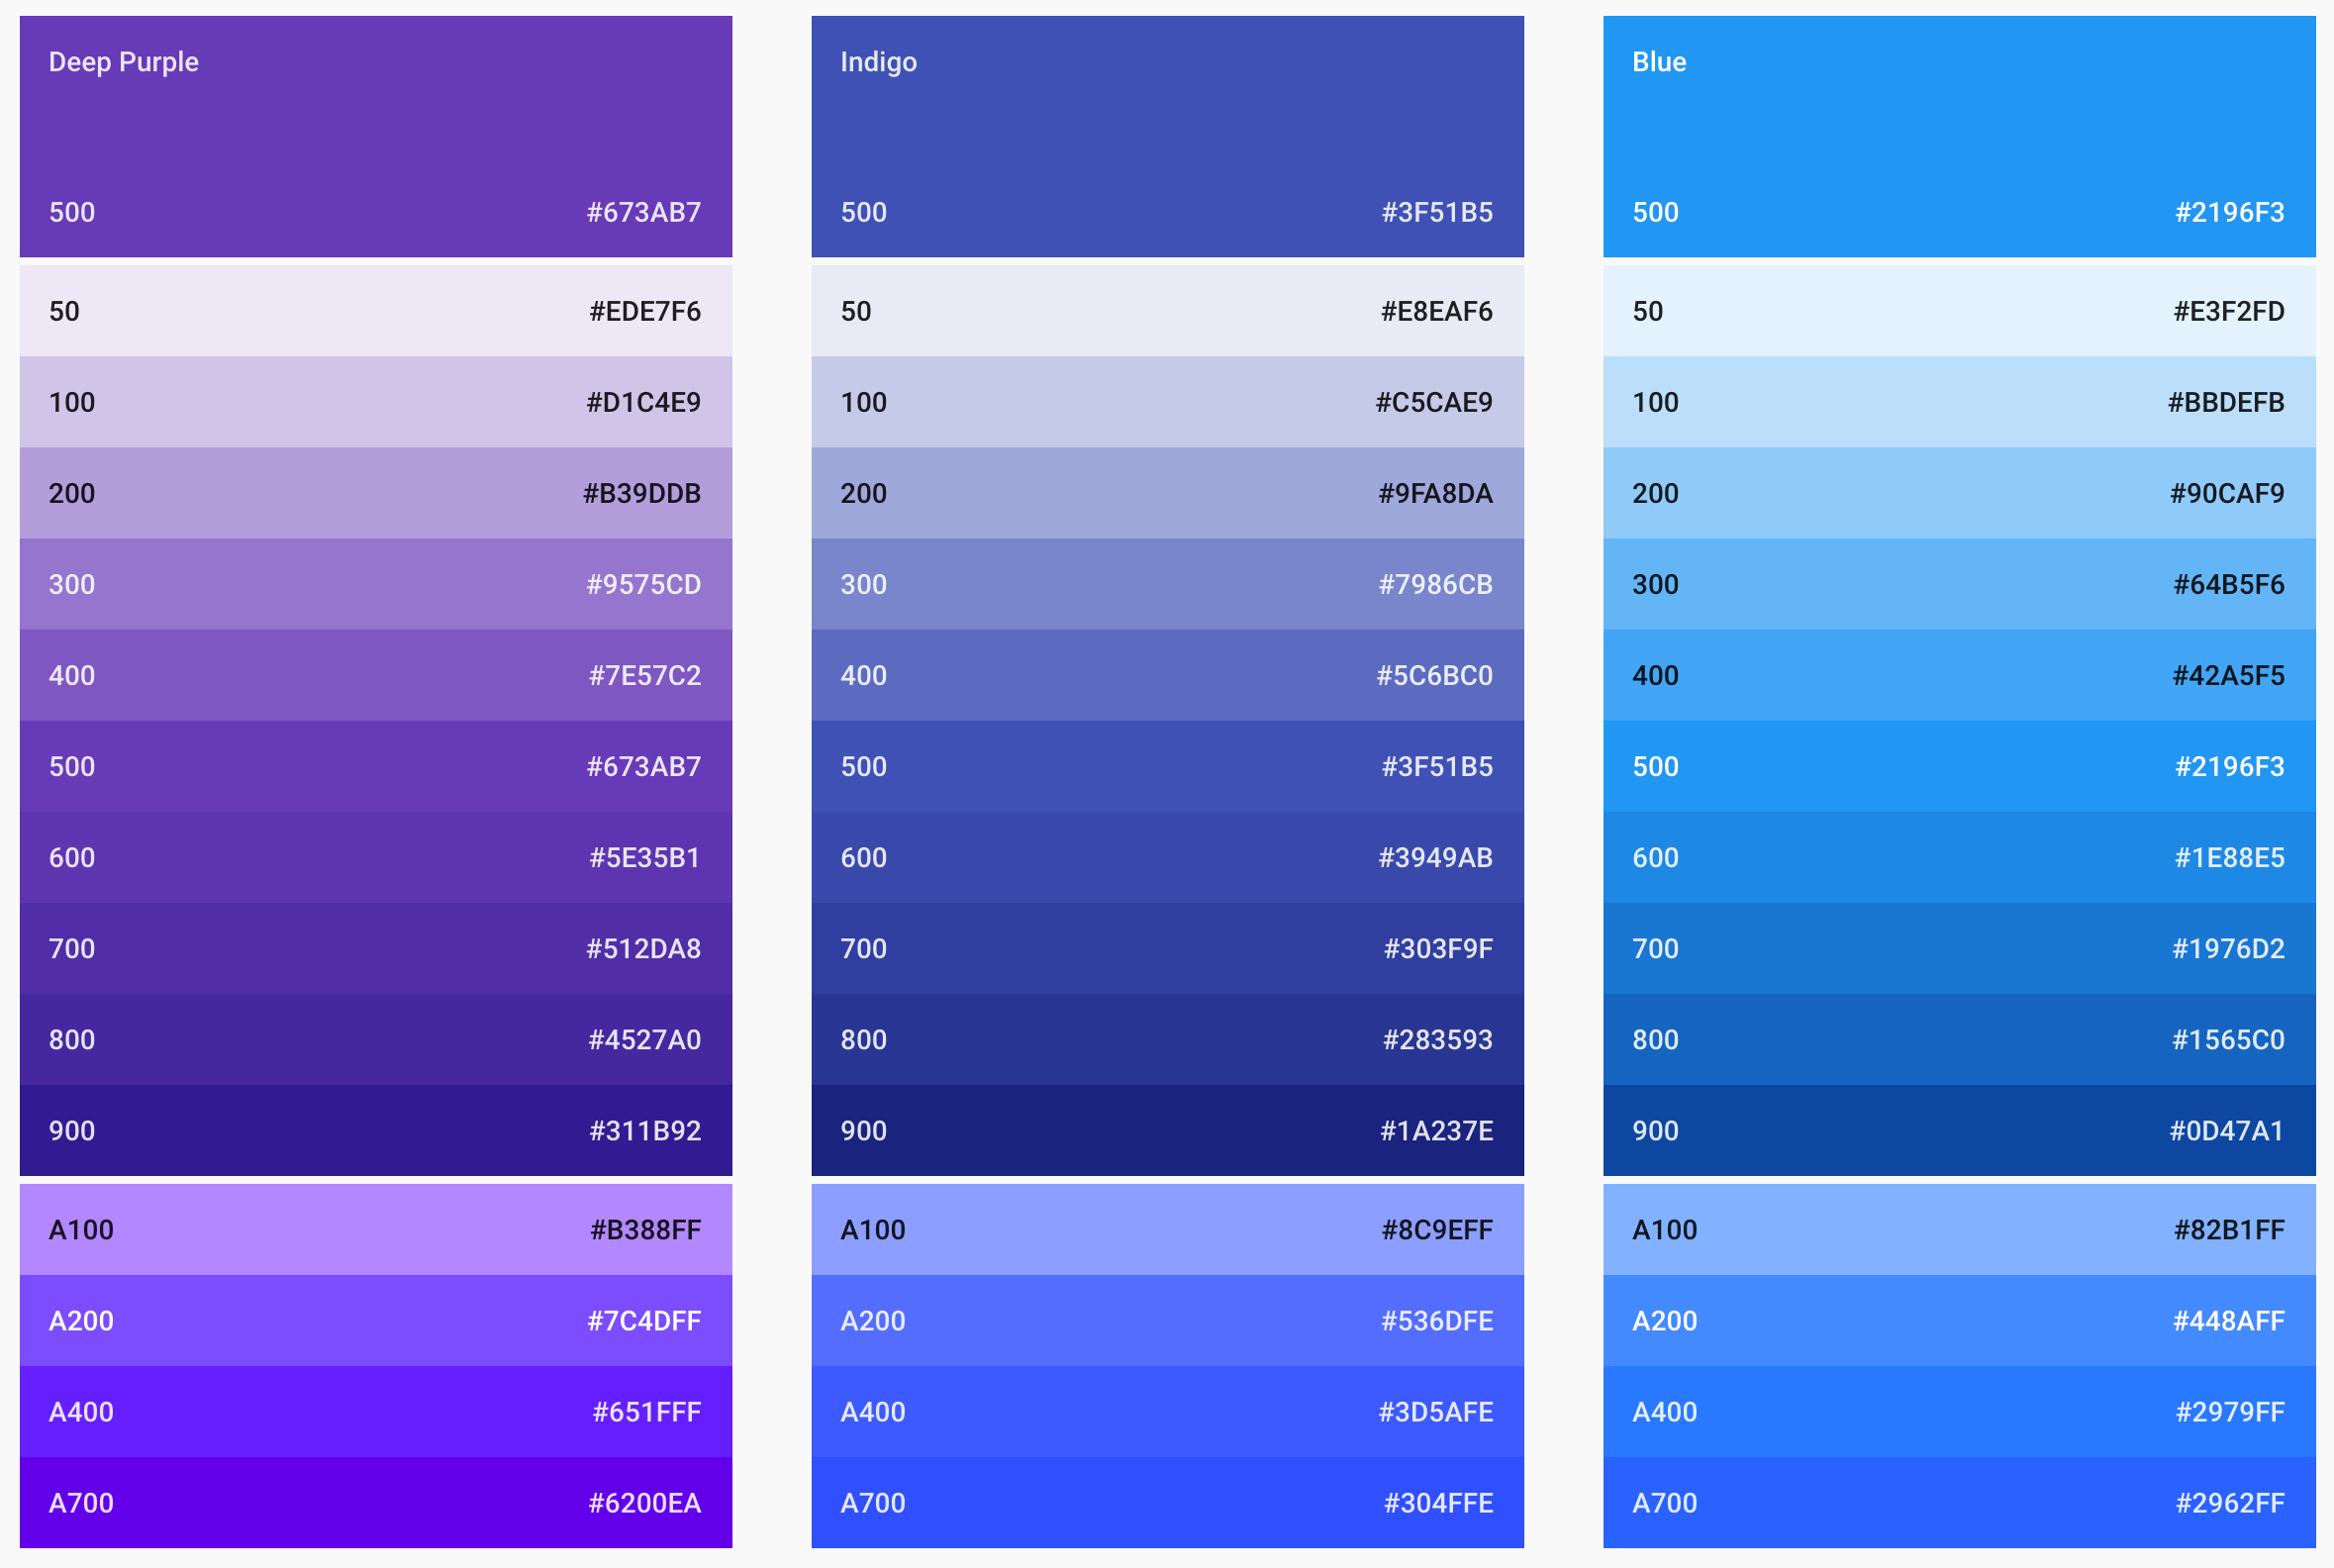 Deep Purple
500 #673AB7
50 #EDE7F6
100 #D1C4E9
200 #B39DDB
300 #9575CD
400 #7E57C2
500 #673AB7
600 #5E35B1
700 #512DA8
800 #4527A0
900 #311B92
A100 #B388FF
A200 #7C4DFF
A400 #651FFF
A700 #6200EA
Indigo
500 #3F51B5
50 #E8EAF6
100 #C5CAE9
200 #9FA8DA
300 #7986CB
400 #5C6BC0
500 #3F51B5
600 #3949AB
700 #303F9F
800 #283593
900 #1A237E
A100 #8C9EFF
A200 #536DFE
A400 #3D5AFE
A700 #304FFE
Blue
500 #2196F3
50 #E3F2FD
100 #BBDEFB
200 #90CAF9
300 #64B5F6
400 #42A5F5
500 #2196F3
600 #1E88E5
700 #1976D2
800 #1565C0
900 #0D47A1
A100 #82B1FF
A200 #448AFF
A400 #2979FF
A700 #2962FF